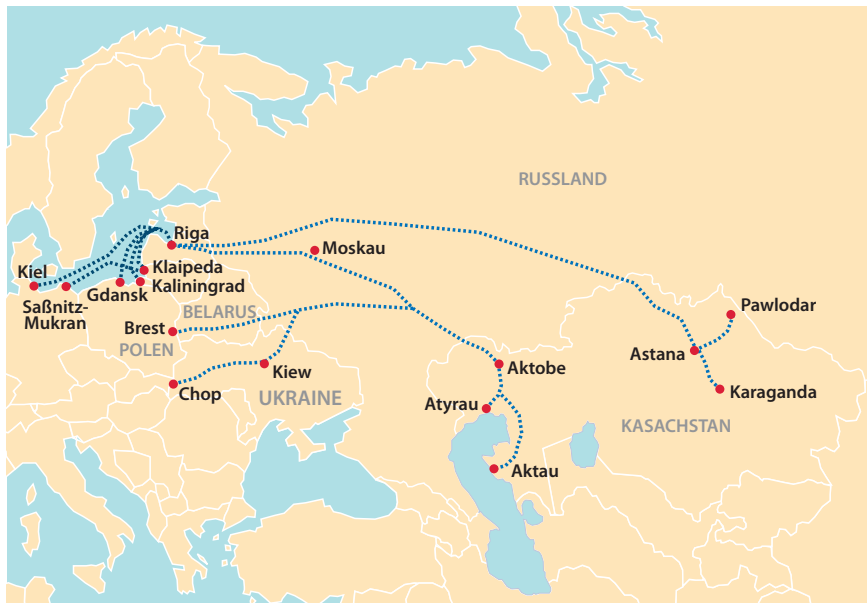 RUSSLAND
Riga
Moskau
Kiel
Klaipeda
Kaliningrad
Gdansk
Saßnitz-
Mukran
BELARUS
Brest
POLEN
Pawlodar
Astana
Kiew
Aktobe
Chop
UKRAINE
Karaganda
Atyrau
KASACHSTAN
Aktau